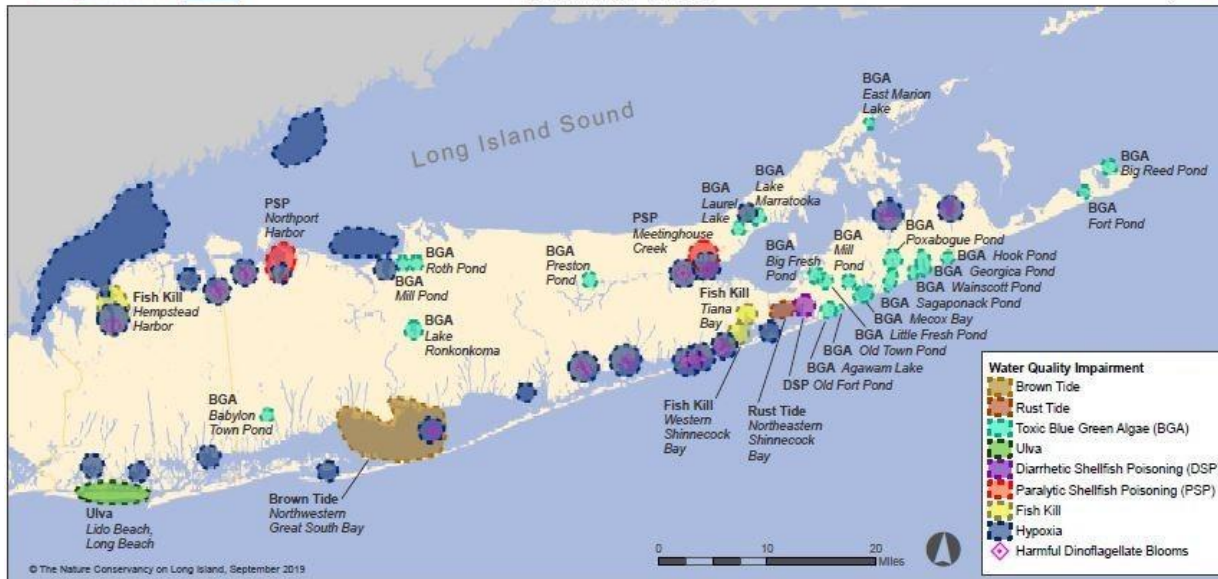 Long Island Sound
BGA
East Marion
Lake
BGA
Big Reed Pond
BGA
Fort Pond
BGA
Lake
Marratooka
BGA
Laurel
Lake
PSP
Northport
Harbor
PSP
Meetinghouse
Creek
BGA
Roth Pond
BGA
Mill Pond
BGA
Preston
Pond
BGA
Big Fresh
Pond
BGA
Mill
Pond
BGA
Poxabogue Pond
BGA Hook Pond
BGA Georgica Pond
BGA Wainscott Pond
BGA Sagaponack Pond
BGA Mecox Bay
BGA Little Fresh Pond
BGA Old Town Pond
BGA Agawam Lake
DSP Old Fort Pond
Fish Kill
Hempstead
Harbor
Fish Kill
Tiana
Bay
BGA
Lake
Ronkonkoma
BGA
Babylon
Town Pond
Fish Kill
Western
Shinnecock
Bay
Rust Tide
Northeastern
Shinnecock
Bay
Brown Tide
Northwestern
Great South Bay
Ulva
Lido Beach,
Long Beach
Water Quality Impairment
Brown Tide
Rust Tide
Toxic Blue Green Algae (BGA)
Ulva
Diarrhetic Shellfish Poisoning (DSP
Paralytic Shellfish Poisoning (PSP)
Fish Kill
Hypoxia
Harmful Dinoflagellate Blooms
0 10 20
Miles
© The Nature Conservancy on Long Island, September 2019